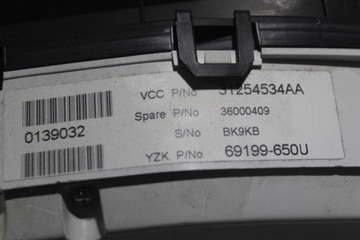 VCC P/No 31254534AA
Spare P/No 36000409
0139032
S/No BK9KB
YZK P/No 69199-650U